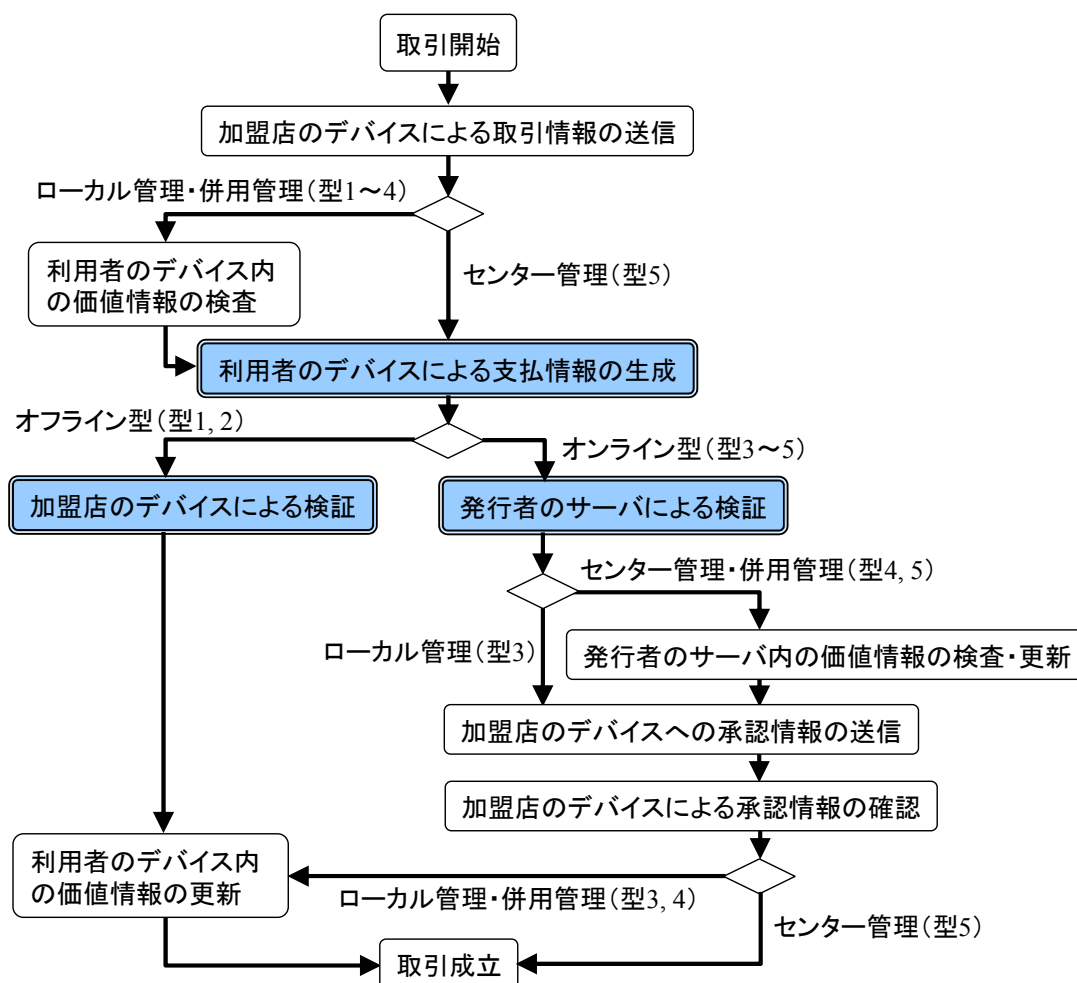 取引開始
加盟店のデバイスによる取引情報の送信
ローカル管理・併用管理(型1～4)
利用者のデバイス内
の価値情報の検査
センター管理(型5)
利用者のデバイスによる支払情報の生成
オフライン型(型1, 2)
オンライン型(型3～5)
加盟店のデバイスによる検証
発行者のサーバによる検証
センター管理・併用管理(型4, 5)
ローカル管理(型3)
発行者のサーバ内の価値情報の検査・更新
加盟店のデバイスへの承認情報の送信
加盟店のデバイスによる承認情報の確認
利用者のデバイス内
の価値情報の更新
ローカル管理・併用管理(型3, 4)
センター管理(型5)
取引成立